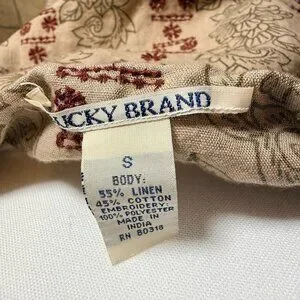 UCKY BRAND
S
BODY:
55% LINEN
45% COTTON
EMBROIDERY:
100% POLYESTER
MADE IN
INDIA
RN 80318